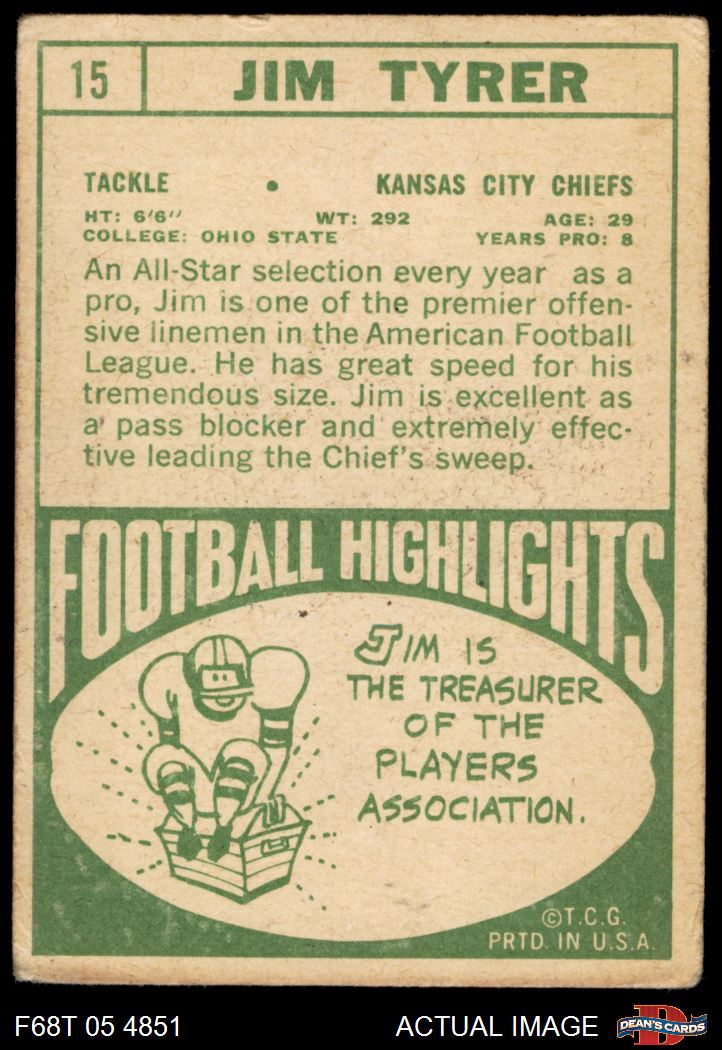 15 JIM TYRER
TACKLE • KANSAS CITY CHIEFS
HT: 6'6" WT: 292 AGE: 29
COLLEGE: OHIO STATE YEARS PRO: 8
An All-Star selection every year as a
pro, Jim is one of the premier offen-
sive linemen in the American Football
League. He has great speed for his
tremendous size. Jim is excellent as
a pass blocker and extremely effec-
tive leading the Chief's sweep.
FOOTBALL HIGHLIGHTS
JIM IS
THE TREASURER
OF THE
PLAYERS
ASSOCIATION.
©T.C.G.
PRTD. IN U.S.A.
F68T 05 4851 ACTUAL IMAGE DEAN'S CARDS